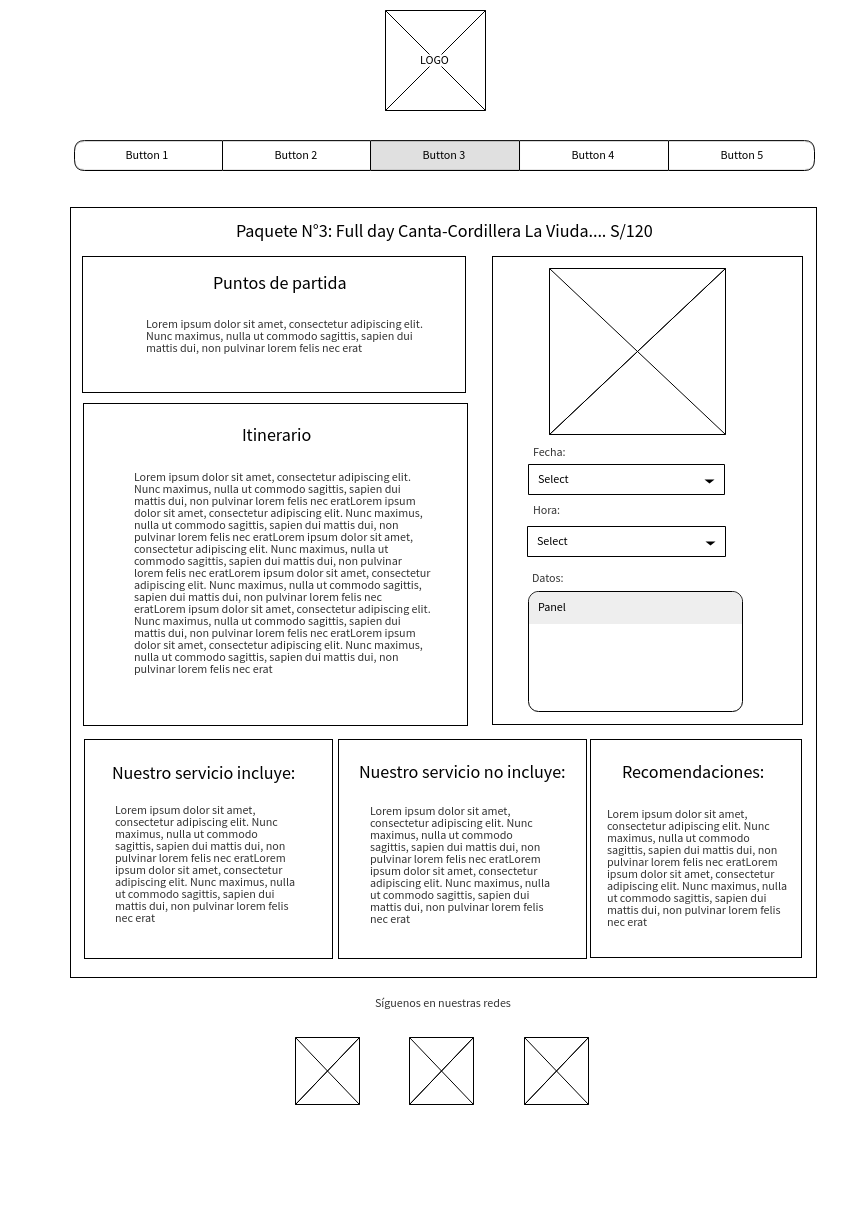 LOGO
Button 1
Button 2
Button 3
Button 4
Button 5
Paquete N°3: Full day Canta-Cordillera La Viuda.... S/120
Puntos de partida
Lorem ipsum dolor sit amet, consectetur adipiscing elit.
Nunc maximus, nulla ut commodo sagittis, sapien dui
mattis dui, non pulvinar lorem felis nec erat
Itinerario
Lorem ipsum dolor sit amet, consectetur adipiscing elit.
Nunc maximus, nulla ut commodo sagittis, sapien dui
mattis dui, non pulvinar lorem felis nec eratLorem ipsum
dolor sit amet, consectetur adipiscing elit. Nunc maximus,
nulla ut commodo sagittis, sapien dui mattis dui, non
pulvinar lorem felis nec eratLorem ipsum dolor sit amet,
consectetur adipiscing elit. Nunc maximus, nulla ut
commodo sagittis, sapien dui mattis dui, non pulvinar
lorem felis nec eratLorem ipsum dolor sit amet, consectetur
adipiscing elit. Nunc maximus, nulla ut commodo sagittis,
sapien dui mattis dui, non pulvinar lorem felis nec
eratLorem ipsum dolor sit amet, consectetur adipiscing elit.
Nunc maximus, nulla ut commodo sagittis, sapien dui
mattis dui, non pulvinar lorem felis nec eratLorem ipsum
dolor sit amet, consectetur adipiscing elit. Nunc maximus,
nulla ut commodo sagittis, sapien dui mattis dui, non
pulvinar lorem felis nec erat
Fecha:
Select
Hora:
Select
Datos:
Panel
Nuestro servicio incluye:
Lorem ipsum dolor sit amet,
consectetur adipiscing elit. Nunc
maximus, nulla ut commodo
sagittis, sapien dui mattis dui, non
pulvinar lorem felis nec eratLorem
ipsum dolor sit amet, consectetur
adipiscing elit. Nunc maximus, nulla
ut commodo sagittis, sapien dui
mattis dui, non pulvinar lorem felis
nec erat
Nuestro servicio no incluye:
Lorem ipsum dolor sit amet,
consectetur adipiscing elit. Nunc
maximus, nulla ut commodo
sagittis, sapien dui mattis dui, non
pulvinar lorem felis nec eratLorem
ipsum dolor sit amet, consectetur
adipiscing elit. Nunc maximus, nulla
ut commodo sagittis, sapien dui
mattis dui, non pulvinar lorem felis
nec erat
Recomendaciones:
Lorem ipsum dolor sit amet,
consectetur adipiscing elit. Nunc
maximus, nulla ut commodo
sagittis, sapien dui mattis dui, non
pulvinar lorem felis nec eratLorem
ipsum dolor sit amet, consectetur
adipiscing elit. Nunc maximus, nulla
ut commodo sagittis, sapien dui
mattis dui, non pulvinar lorem felis
nec erat
Síguenos en nuestras redes